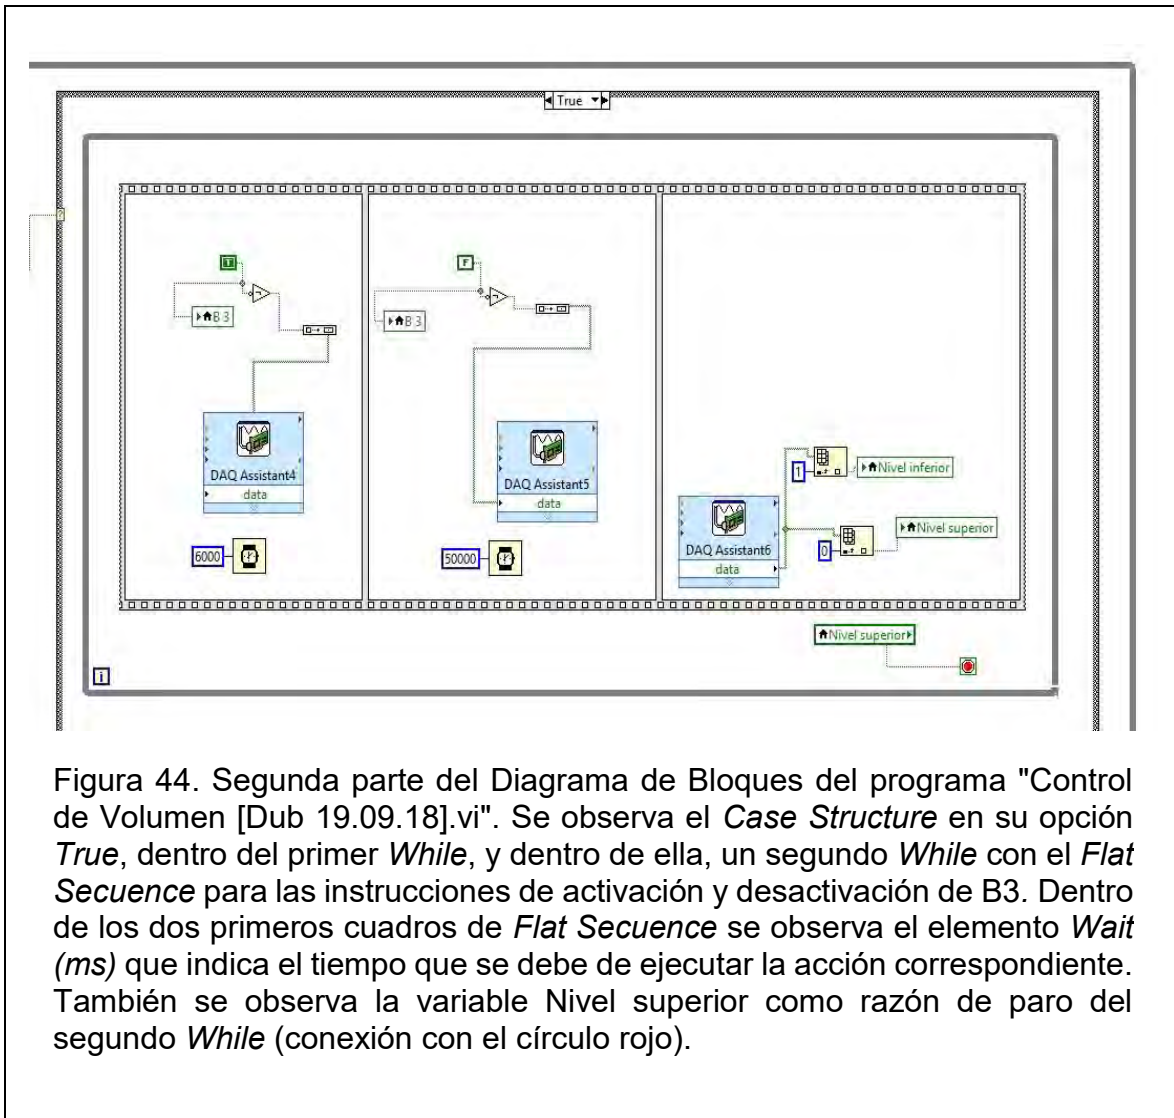 True
?
T
F
B 3
B 3
DAQ Assistant4
data
DAQ Assistant5
data
1
Nivel inferior
Nivel superior
DAQ Assistant6
data
0
6000
50000
Nivel superior
i
Figura 44. Segunda parte del Diagrama de Bloques del programa "Control
de Volumen [Dub 19.09.18].vi". Se observa el Case Structure en su opción
True, dentro del primer While, y dentro de ella, un segundo While con el Flat
Secuence para las instrucciones de activación y desactivación de B3. Dentro
de los dos primeros cuadros de Flat Secuence se observa el elemento Wait
(ms) que indica el tiempo que se debe de ejecutar la acción correspondiente.
También se observa la variable Nivel superior como razón de paro del
segundo While (conexión con el círculo rojo).